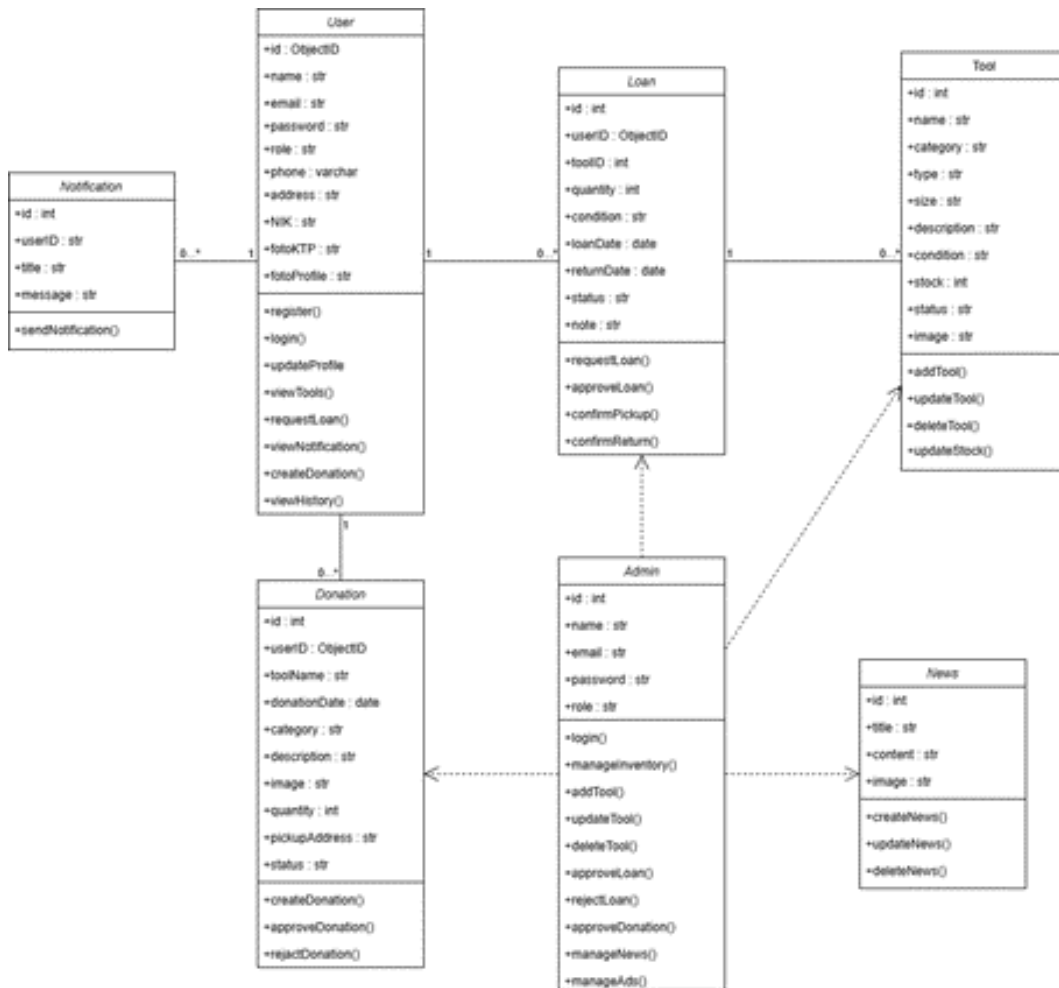 User
+id : ObjectID
+name : str
+email : str
+password : str
+role : str
+phone : varchar
+address : str
+NIK : str
+fotoKTP : str
+fotoProfile : str
+register()
+login()
+updateProfile
+viewTools()
+requestLoan()
+viewNotification()
+createDonation()
+viewHistory()
Notification
+id : int
+userID : str
+title : str
+message : str
+sendNotification()
0...*
1
1
0...*
Loan
+id : int
+userID : ObjectID
+toolID : int
+quantity : int
+condition : str
+loanDate : date
+returnDate : date
+status : str
+note : str
+requestLoan()
+approveLoan()
+confirmPickup()
+confirmReturn()
1
0...*
Tool
+id : int
+name : str
+category : str
+type : str
+size : str
+description : str
+condition : str
+stock : int
+status : str
+image : str
+addTool()
+updateTool()
+deleteTool()
+updateStock()
1
0...*
Donation
+id : int
+userID : ObjectID
+toolName : str
+donationDate : date
+category : str
+description : str
+image : str
+quantity : int
+pickupAddress : str
+status : str
+createDonation()
+approveDonation()
+rejactDonation()
Admin
+id : int
+name : str
+email : str
+password : str
+role : str
+login()
+manageInventory()
+addTool()
+updateTool()
+deleteTool()
+approveLoan()
+rejectLoan()
+approveDonation()
+manageNews()
+manageAds()
News
+id : int
+title : str
+content : str
+image : str
+createNews()
+updateNews()
+deleteNews()